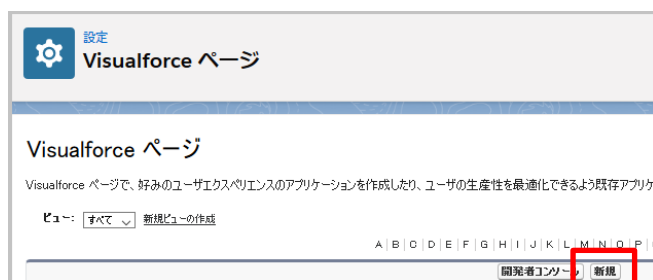 設定
Visualforce ページ
Visualforce ページ
Visualforce ページで、好みのユーザエクスペリエンスのアプリケーションを作成したり、ユーザの生産性を最適化できるよう既存アプリケ
ビュー: すべて 新規ビューの作成
A | B | C | D | E | F | G | H | I | J | K | L | M | N | O | P |
開発者コンソール 新規